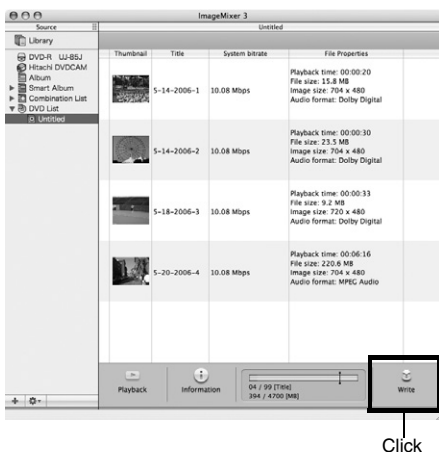 ImageMixer 3
Source
Untitled
Library
DVD-R UJ-85J
Hitachi DVDCAM
Album
Smart Album
Combination List
DVD List
Untitled
Thumbnail Title System bitrate File Properties
5-14-2006-1 10.08 Mbps
Playback time: 00:00:20
File size: 15.8 MB
Image size: 704 x 480
Audio format: Dolby Digital
5-14-2006-2 10.08 Mbps
Playback time: 00:00:30
File size: 23.5 MB
Image size: 704 x 480
Audio format: Dolby Digital
5-18-2006-3 10.08 Mbps
Playback time: 00:00:33
File size: 9.2 MB
Image size: 720 x 480
Audio format: Dolby Digital
5-20-2006-4 10.08 Mbps
Playback time: 00:06:16
File size: 220.6 MB
Image size: 704 x 480
Audio format: MPEG Audio
Playback
Information
04 / 99 [Title]
394 / 4700 [MB]
Write
Click